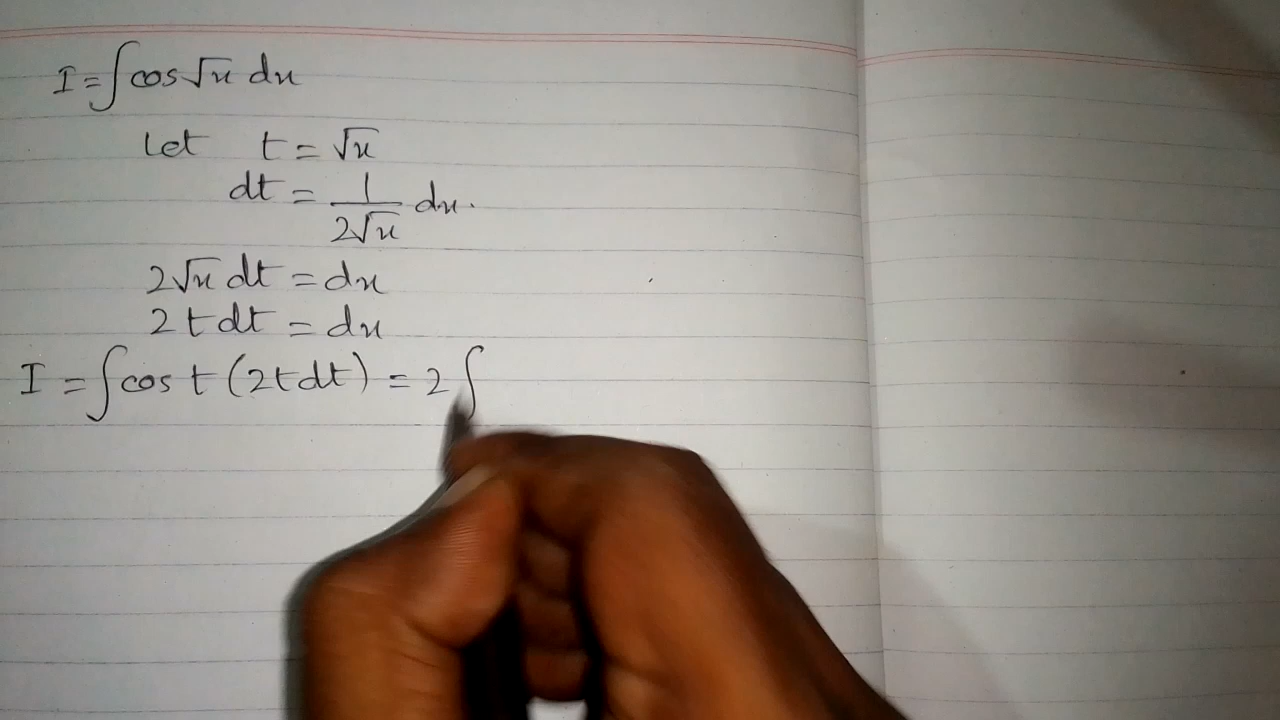 I = ∫ cos √x dx
Let t = √x
dt = 1/(2√x) dx.
2√x dt = dx
2t dt = dx
I = ∫ cos t (2t dt) = 2 ∫